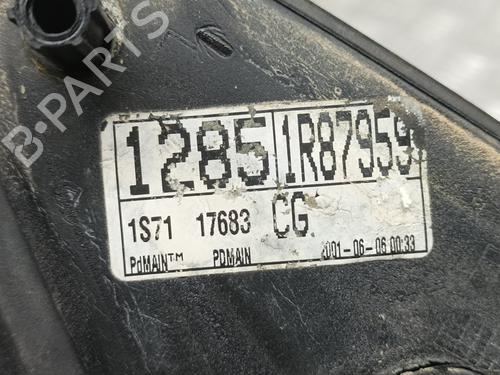 B-PARTS
1285 1R87959
1S71 17683 CG
PdMAIN™ PDMAIN 2001-06-06 00:33